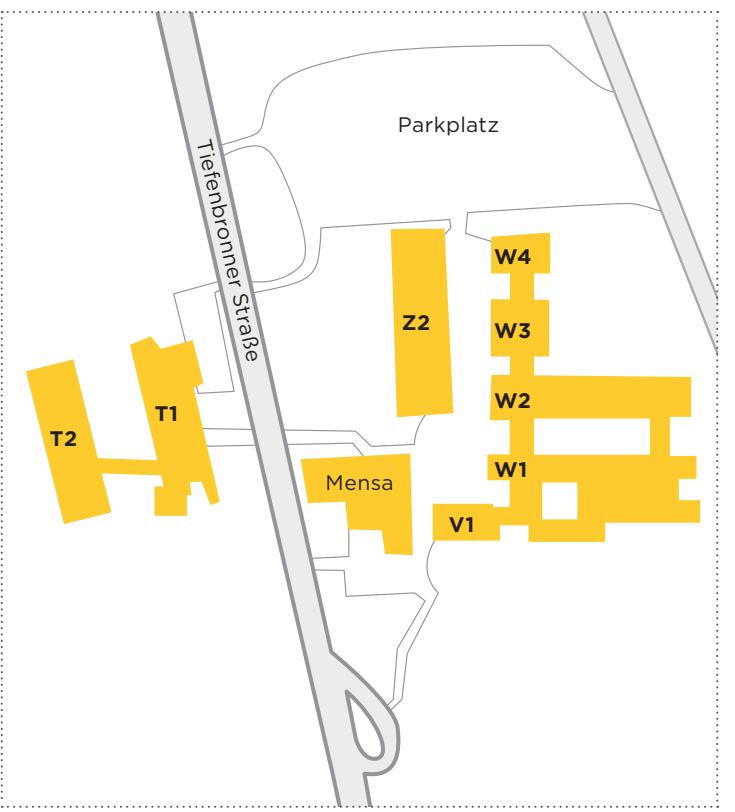 Parkplatz
Tiefenbronner Straße
W4
Z2
W3
W2
T1
T2
W1
Mensa
V1